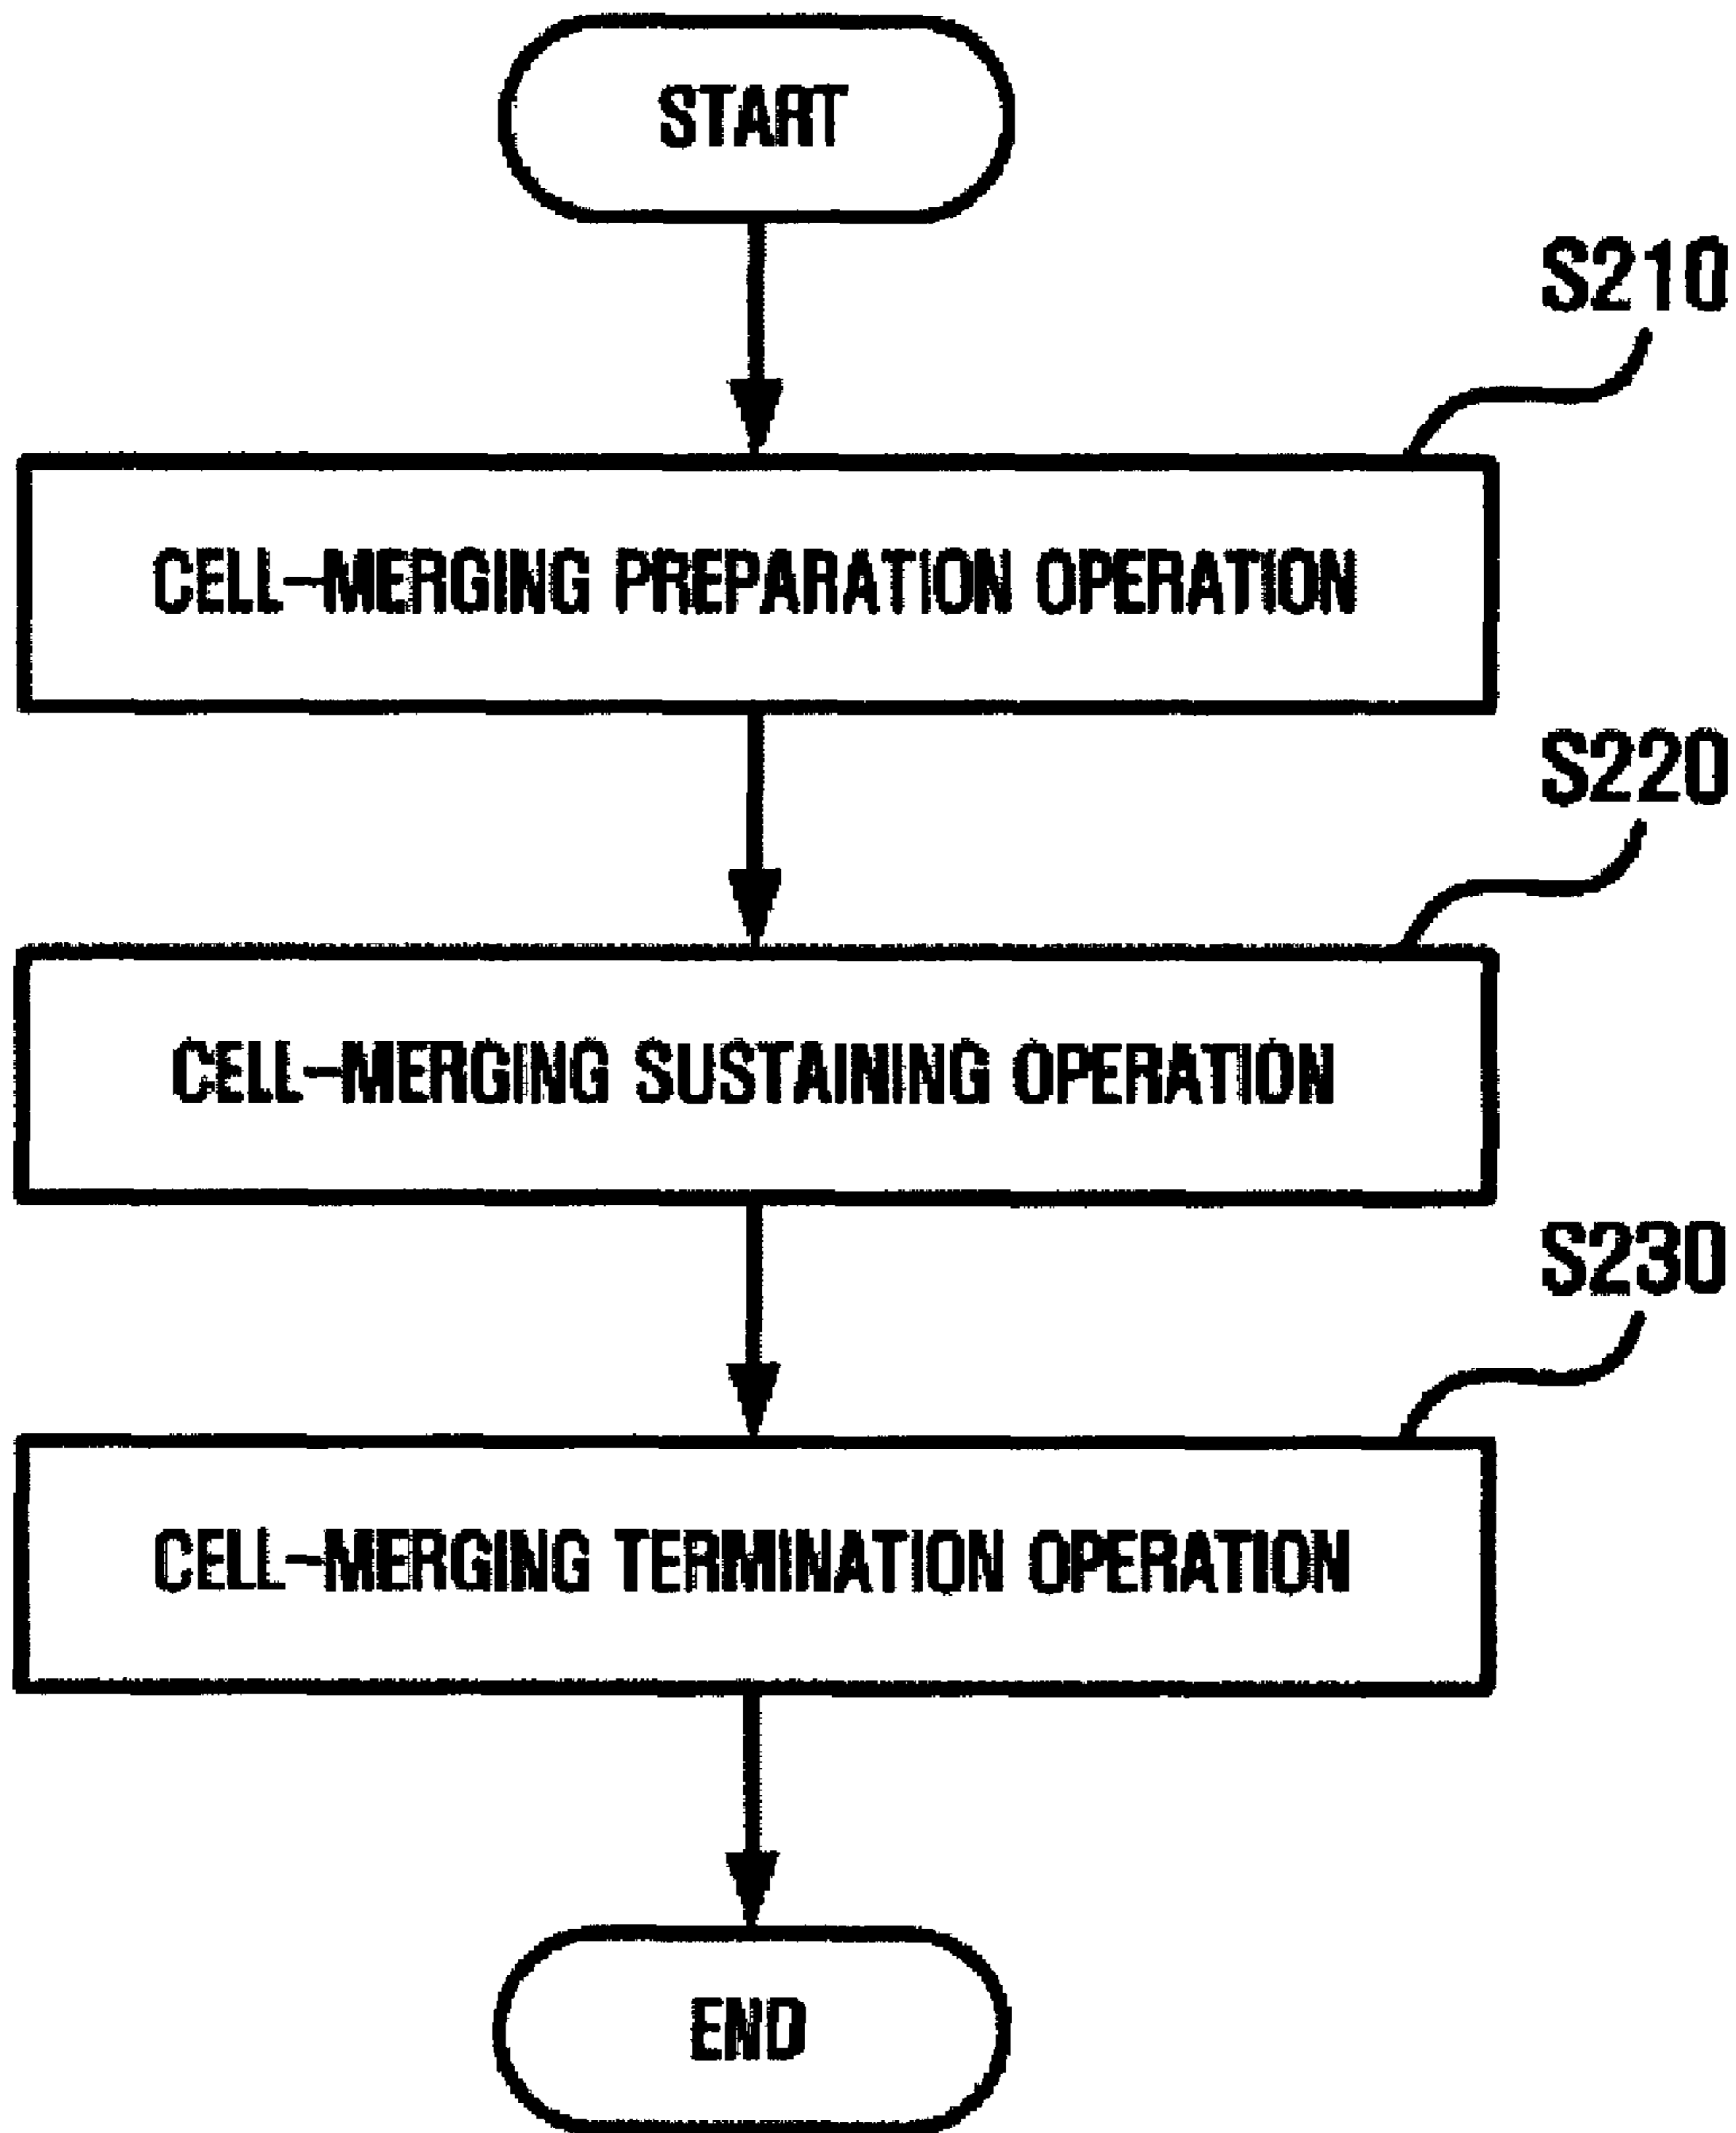 START
S210
CELL-MERGING PREPARATION OPERATION
S220
CELL-MERGING SUSTAINING OPERATION
S230
CELL-MERGING TERMINATION OPERATION
END